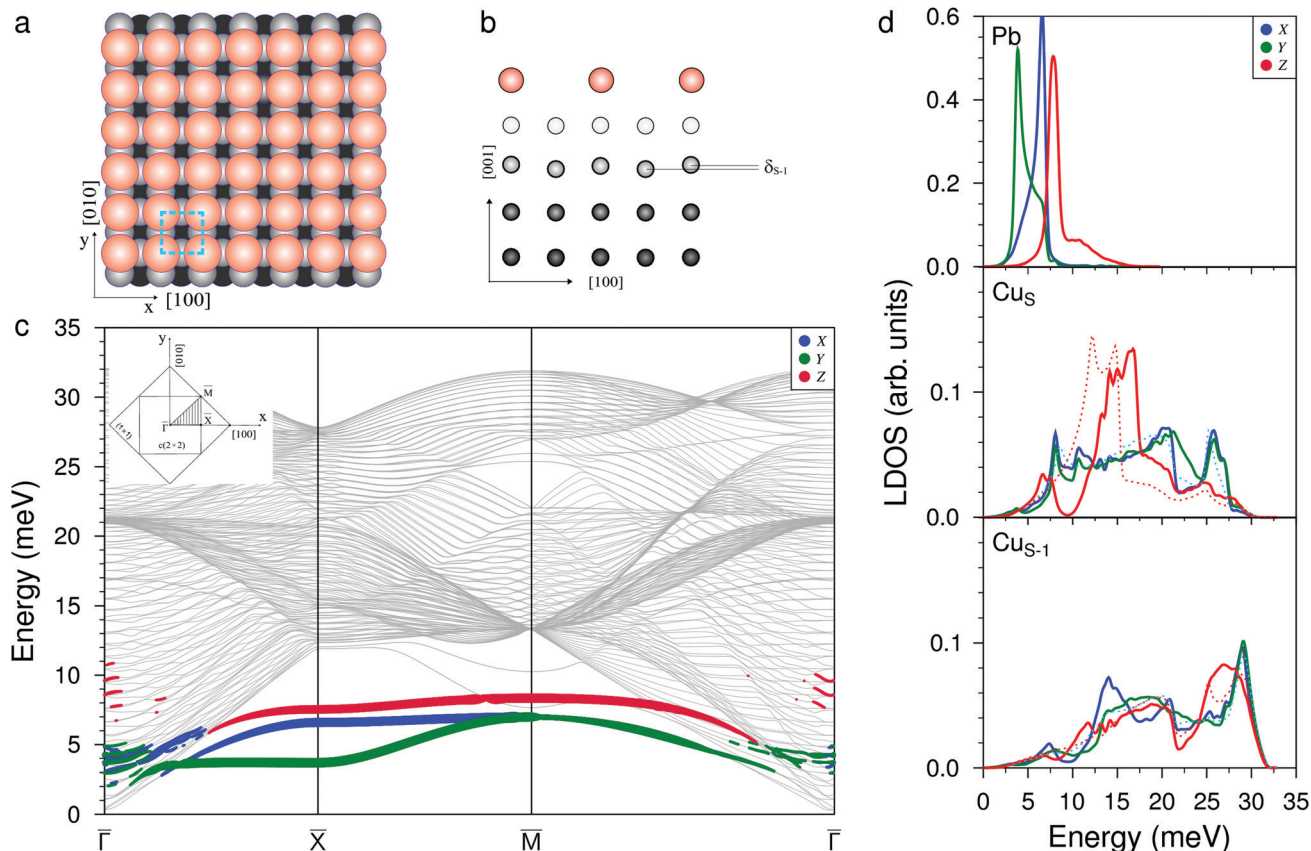 a
[010]
y
x
[100]
b
[001]
δS-1
[100]
c
Energy (meV)
35
30
25
20
15
10
5
0
y
[010]
M̅
Γ̅
X̅
x
[100]
(1×1)
c(2×2)
X
Y
Z
Γ̅
X̅
M̅
Γ̅
d
LDOS (arb. units)
Pb
X
Y
Z
0.6
0.4
0.2
0.0
CuS
0.1
0.0
CuS-1
0.1
0.0
0 5 10 15 20 25 30 35
Energy (meV)